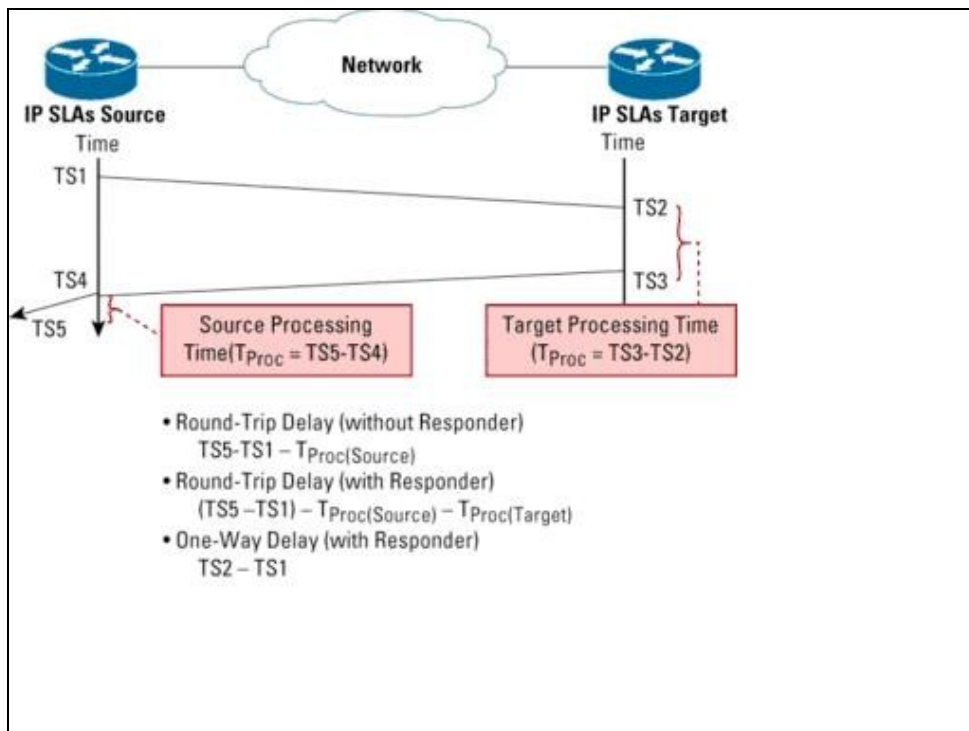 Network
IP SLAs Source
IP SLAs Target
Time
Time
TS1
TS2
TS4
TS3
TS5
Source Processing
Time(TProc = TS5-TS4)
Target Processing Time
(TProc = TS3-TS2)
• Round-Trip Delay (without Responder)
TS5-TS1 – TProc(Source)
• Round-Trip Delay (with Responder)
(TS5 –TS1) – TProc(Source) – TProc(Target)
• One-Way Delay (with Responder)
TS2 – TS1